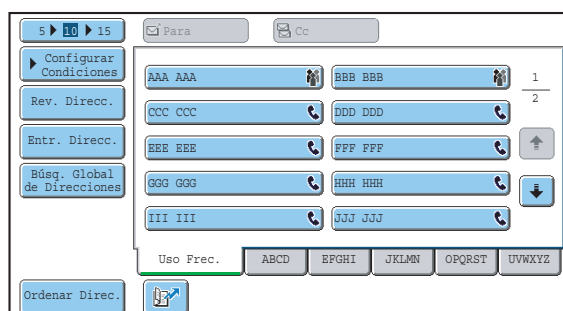 5 10 15
Para
Cc
Configurar
Condiciones
Rev. Direcc.
Entr. Direcc.
Búsq. Global
de Direcciones
AAA AAA
BBB BBB
CCC CCC
DDD DDD
EEE EEE
FFF FFF
GGG GGG
HHH HHH
III III
JJJ JJJ
1
2
Uso Frec.
ABCD
EFGHI
JKLMN
OPQRST
UVWXYZ
Ordenar Direc.